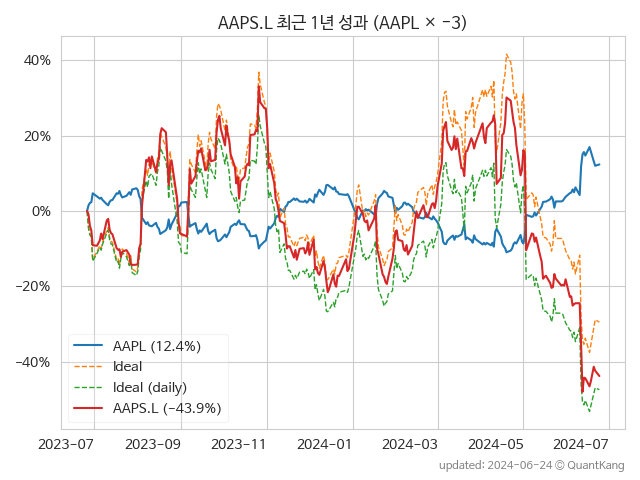 AAPS.L 최근 1년 성과 (AAPL × −3)
40%
20%
0%
−20%
−40%
AAPL (12.4%)
Ideal
Ideal (daily)
AAPS.L (−43.9%)
2023-07 2023-09 2023-11 2024-01 2024-03 2024-05 2024-07
updated: 2024-06-24 © QuantKang